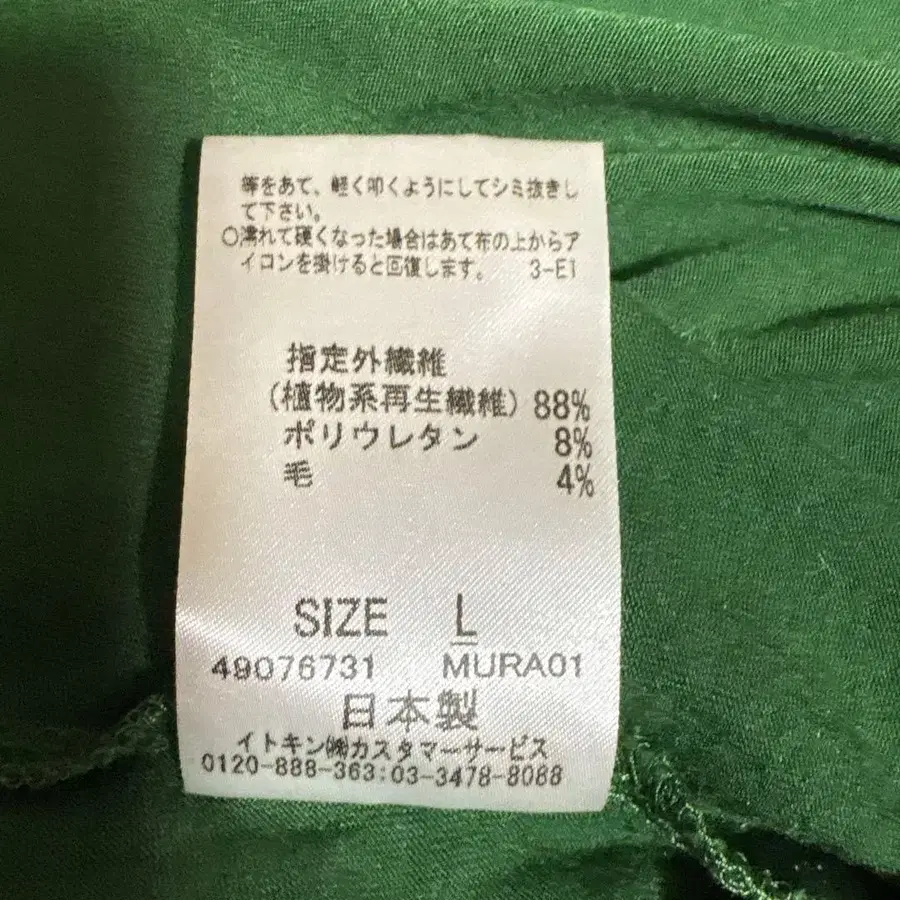 等をあて、軽く叩くようにしてシミ抜きし
て下さい。
○濡れて硬くなった場合はあて布の上からア
イロンを掛けると回復します。 3-E1
指定外繊維
(植物系再生繊維) 88%
ポリウレタン 8%
毛 4%
SIZE L
49076731 MURA01
日本製
イトキン㈱カスタマーサービス
0120-888-363:03-3478-8088